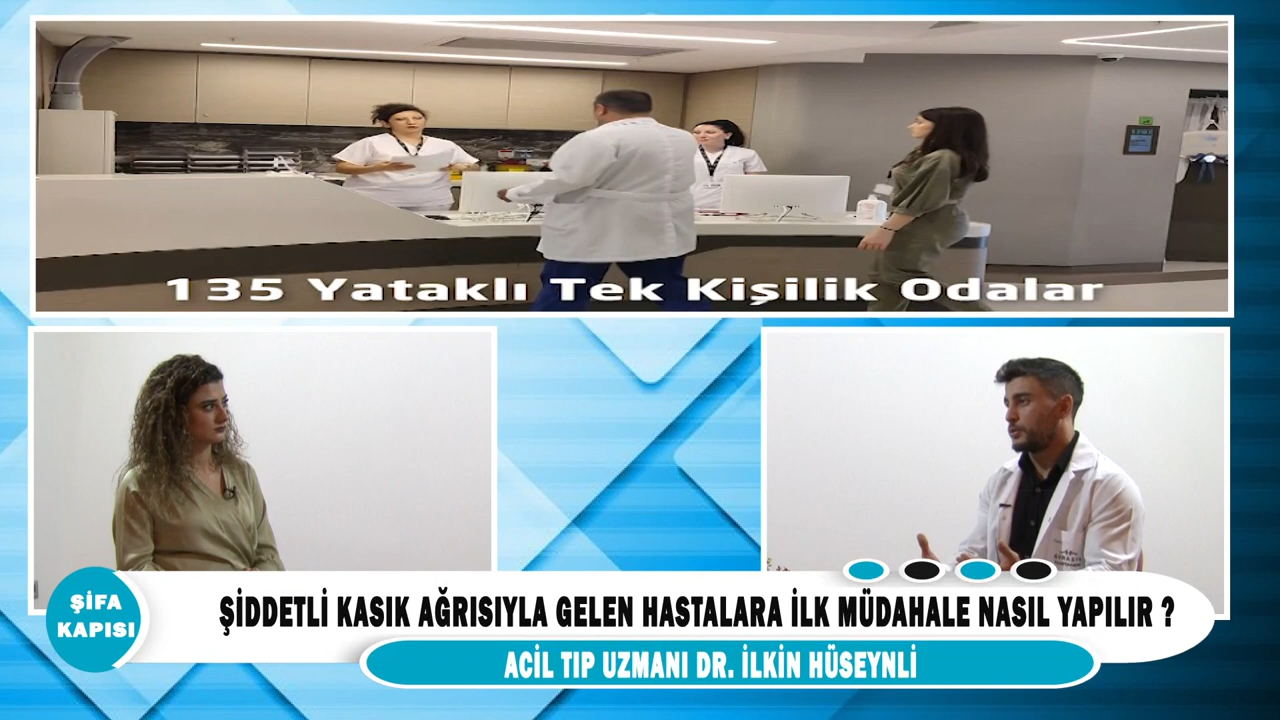 135 Yataklı Tek Kişilik Odalar
ŞİFA
KAPISI
ŞİDDETLİ KASIK AĞRISIYLA GELEN HASTALARA İLK MÜDAHALE NASIL YAPILIR ?
ACİL TIP UZMANI DR. İLKİN HÜSEYNLİ